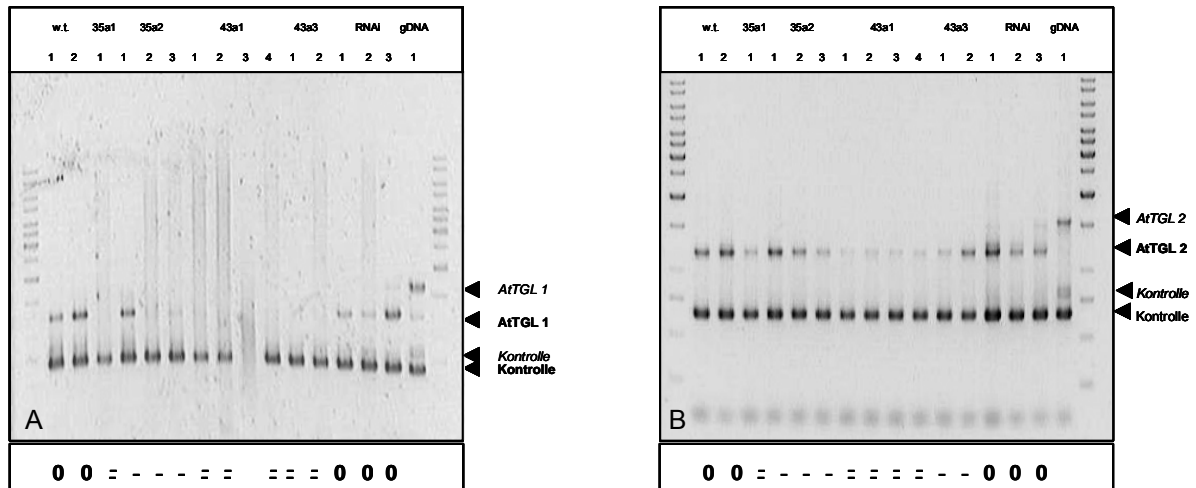 w.t. 35a1 35a2 43a1 43a3 RNAi gDNA
1 2 1 1 2 3 1 2 3 4 1 2 1 2 3 1
AtTGL 1
AtTGL 1
Kontrolle
Kontrolle
A
0 0 = - - - = = = = = 0 0 0
w.t. 35a1 35a2 43a1 43a3 RNAi gDNA
1 2 1 1 2 3 1 2 3 4 1 2 1 2 3 1
AtTGL 2
AtTGL 2
Kontrolle
Kontrolle
B
0 0 = - - - = = = = - - 0 0 0